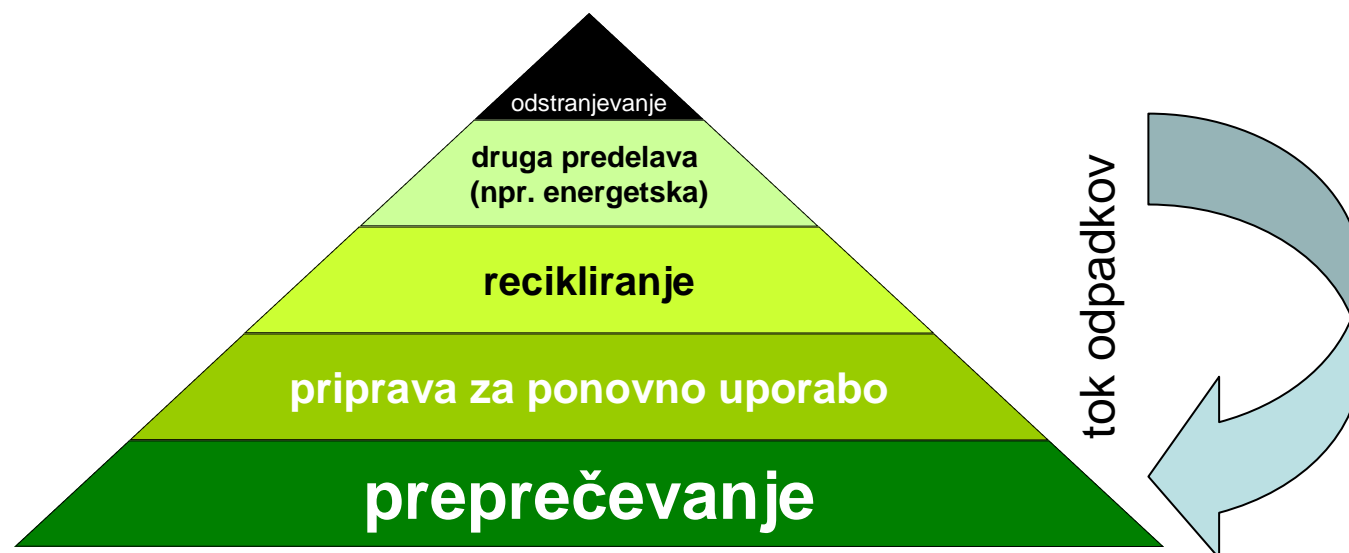 odstranjevanje
druga predelava
(npr. energetska)
recikliranje
priprava za ponovno uporabo
preprečevanje
tok odpadkov